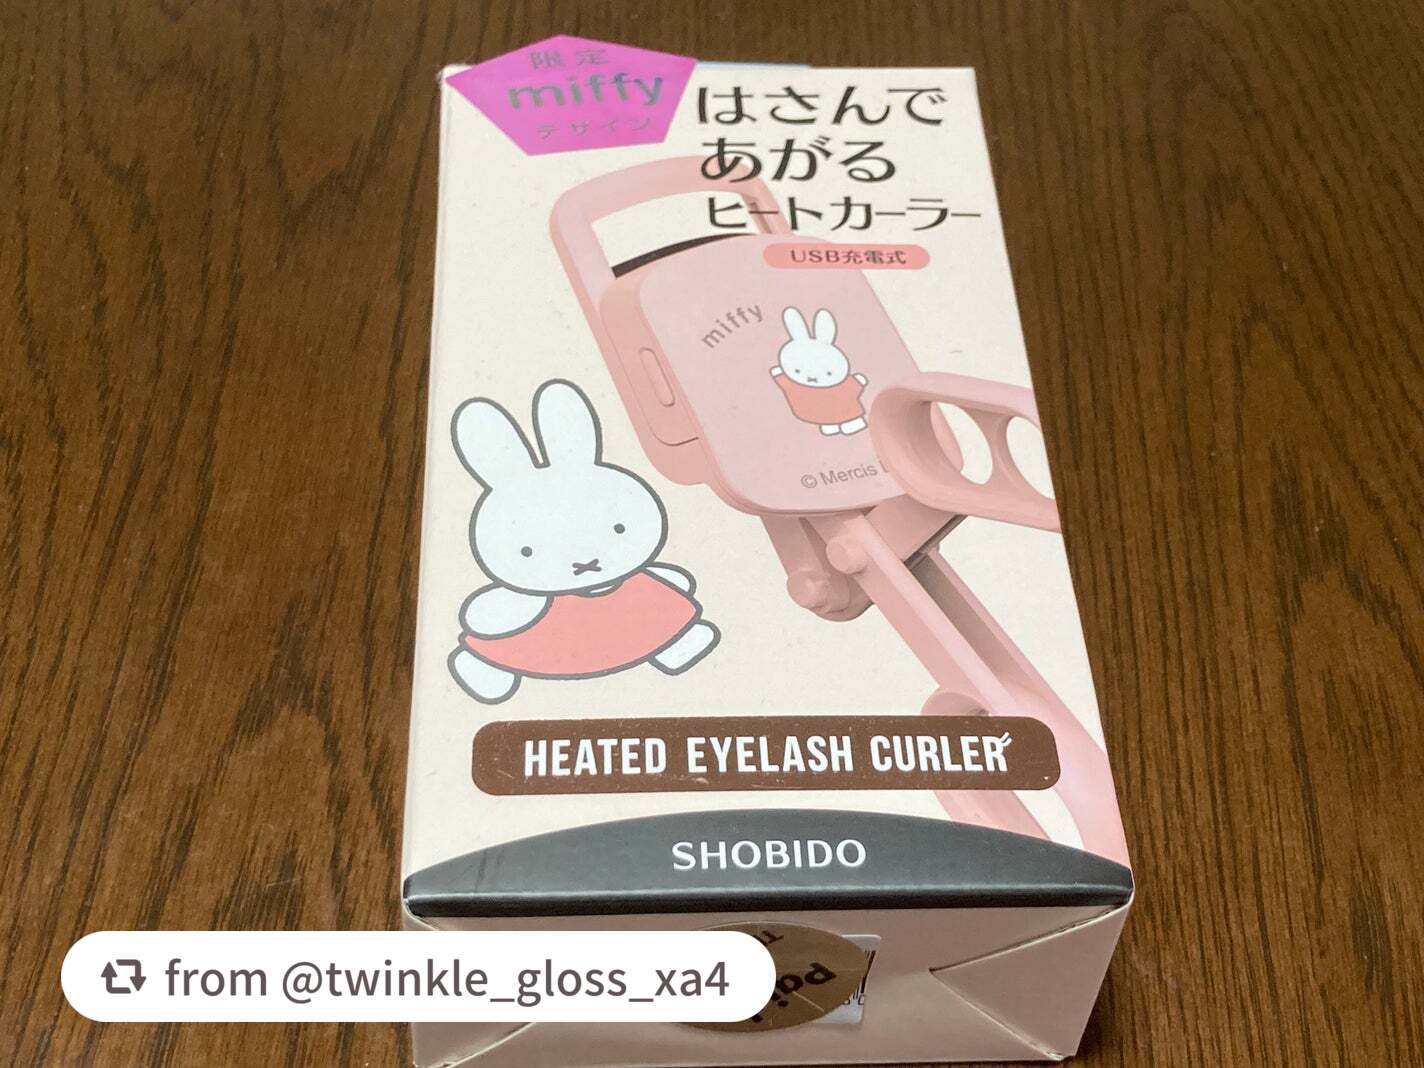 限定
miffy
デザイン
はさんで
あがる
ヒートカーラー
USB充電式
miffy
© Mercis
HEATED EYELASH CURLER
SHOBIDO
from @twinkle_gloss_xa4